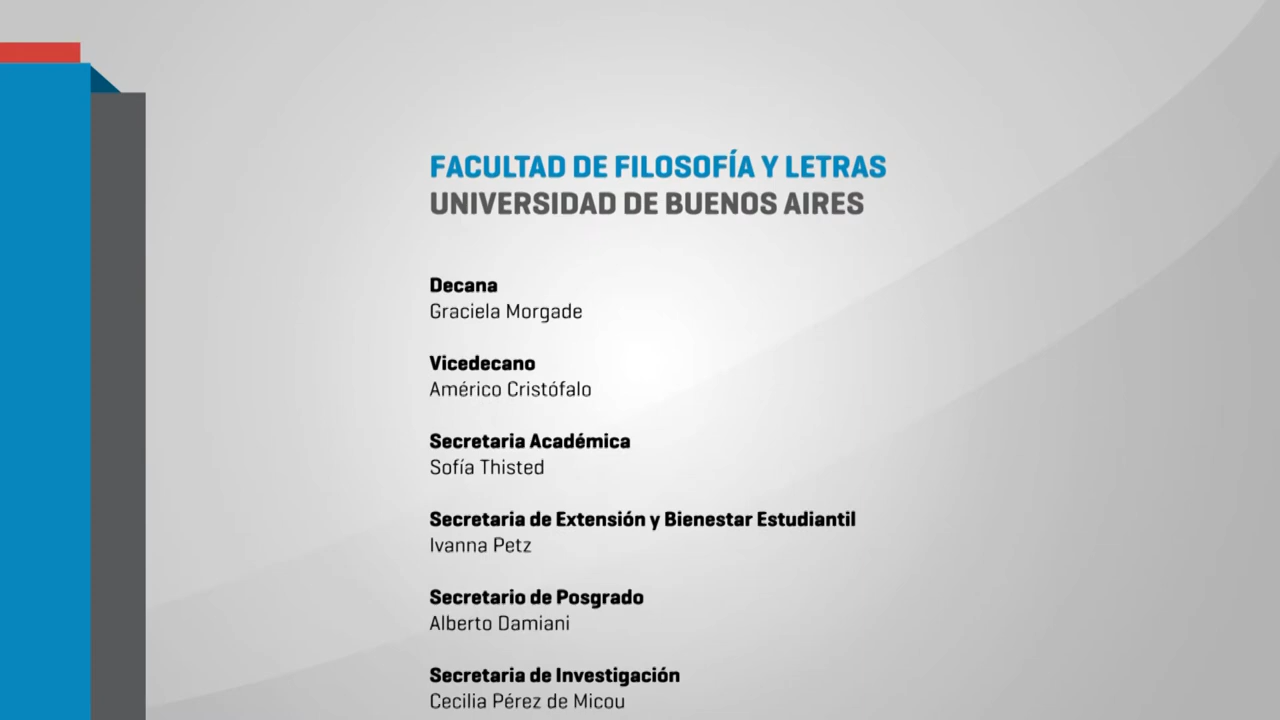 FACULTAD DE FILOSOFÍA Y LETRAS
UNIVERSIDAD DE BUENOS AIRES
Decana
Graciela Morgade
Vicedecano
Américo Cristófalo
Secretaria Académica
Sofía Thisted
Secretaria de Extensión y Bienestar Estudiantil
Ivanna Petz
Secretario de Posgrado
Alberto Damiani
Secretaria de Investigación
Cecilia Pérez de Micou